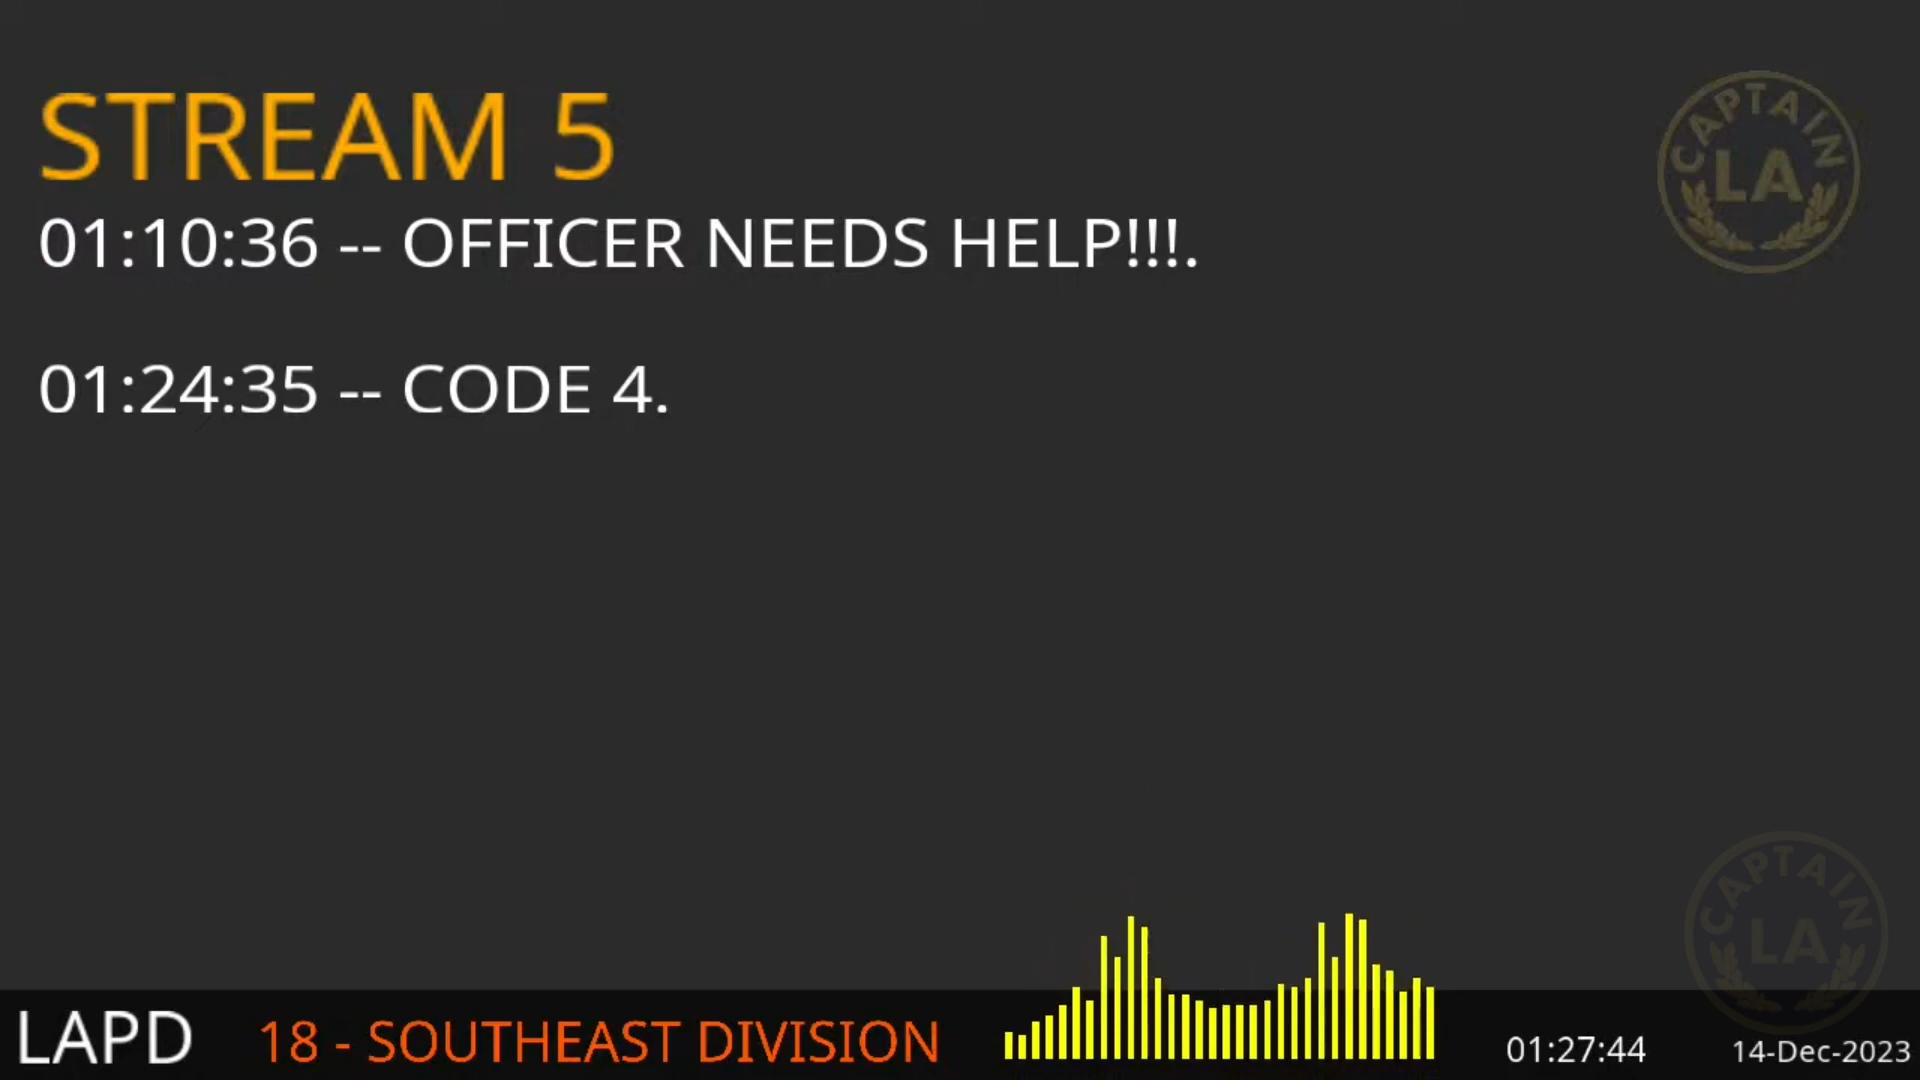 STREAM 5
CAPTAIN
LA
01:10:36 -- OFFICER NEEDS HELP!!!.
01:24:35 -- CODE 4.
CAPTAIN
LA
LAPD 18 - SOUTHEAST DIVISION 01:27:44 14-Dec-2023